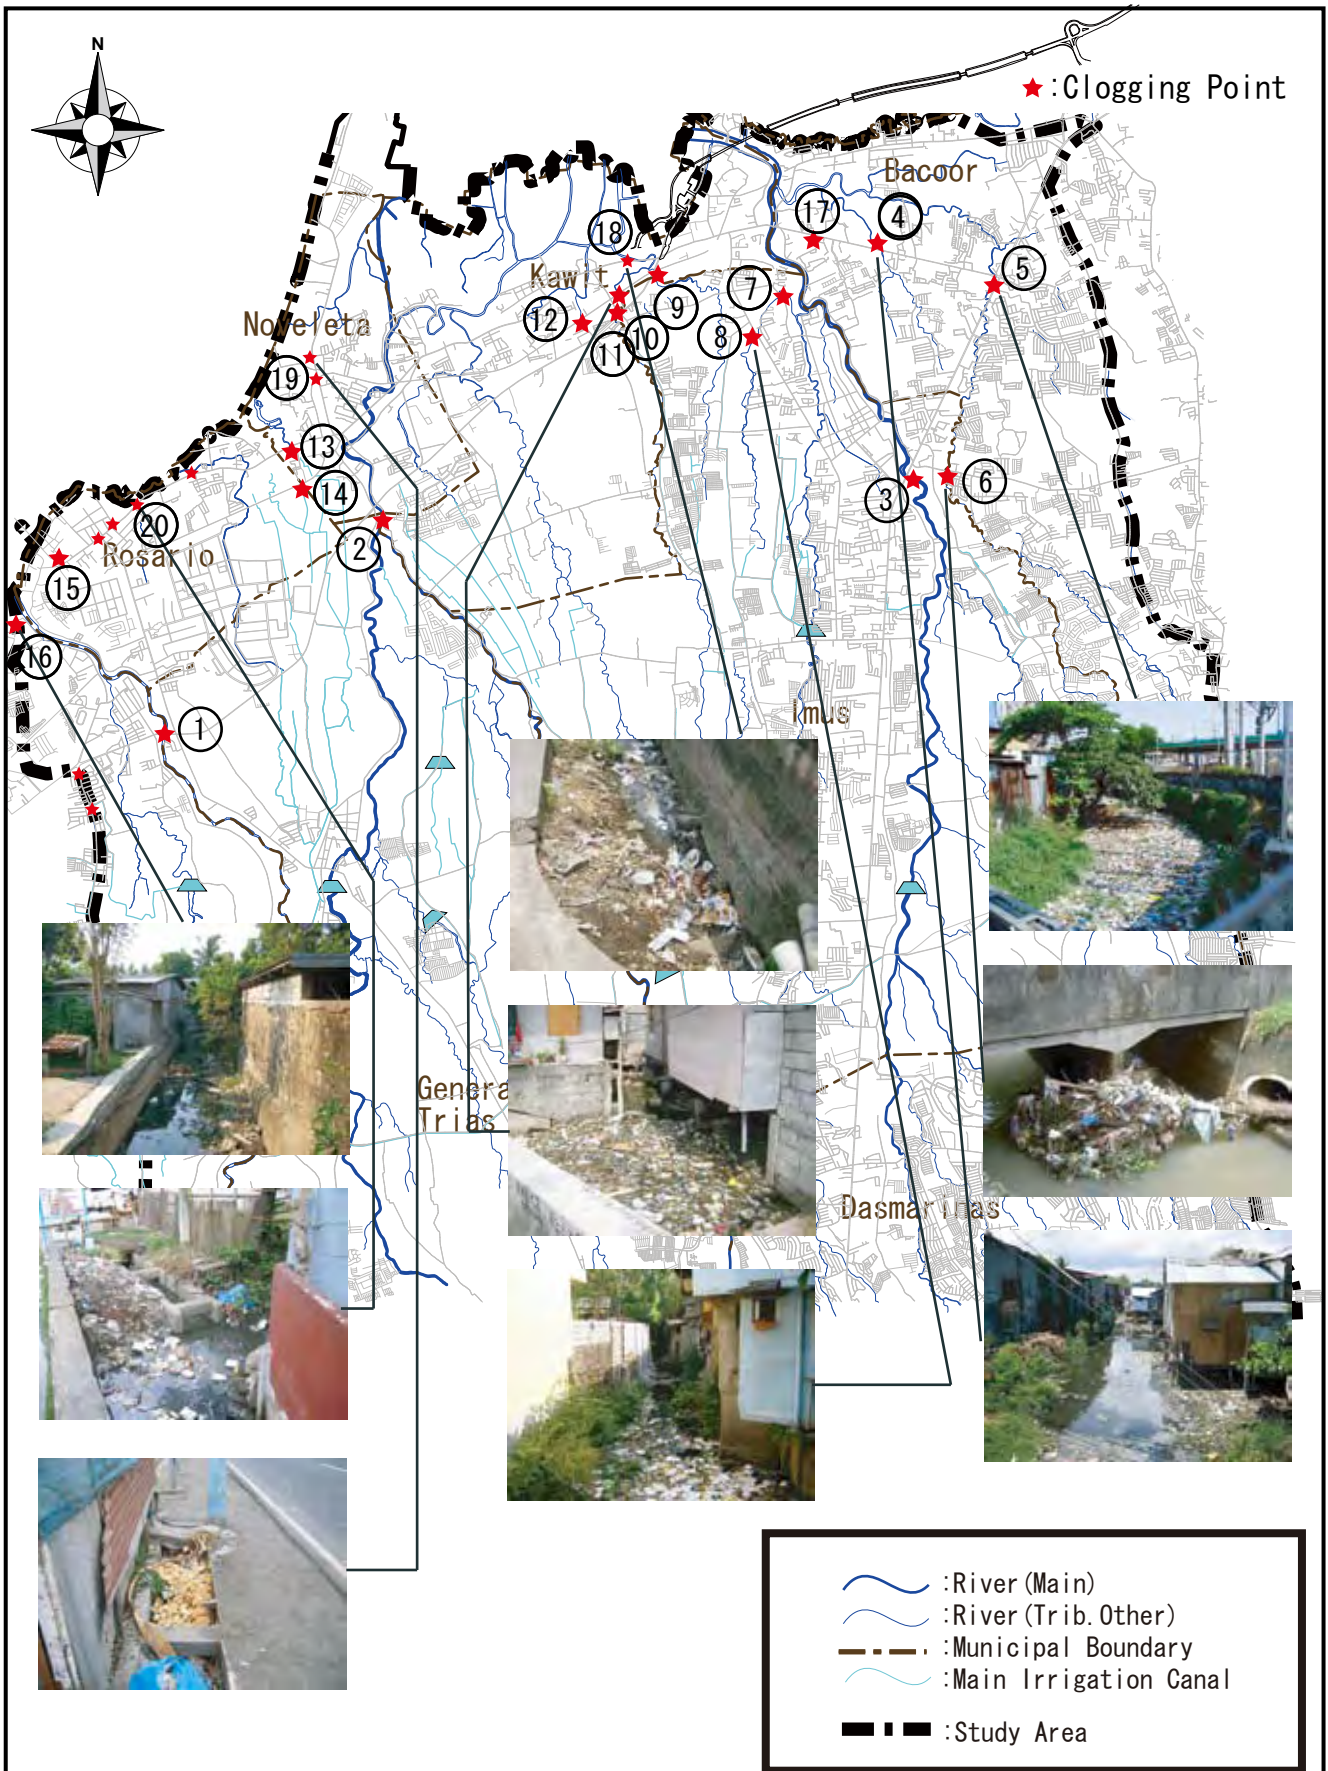 N
★:Clogging Point
Bacoor
17
4
18
5
Kawit
7
9
12
Noveleta
8
10
11
19
13
14
3
6
20
2
Rosario
15
16
1
Imus
Genera
Trias
Dasmarinas
:River(Main)
:River(Trib. Other)
:Municipal Boundary
:Main Irrigation Canal
:Study Area